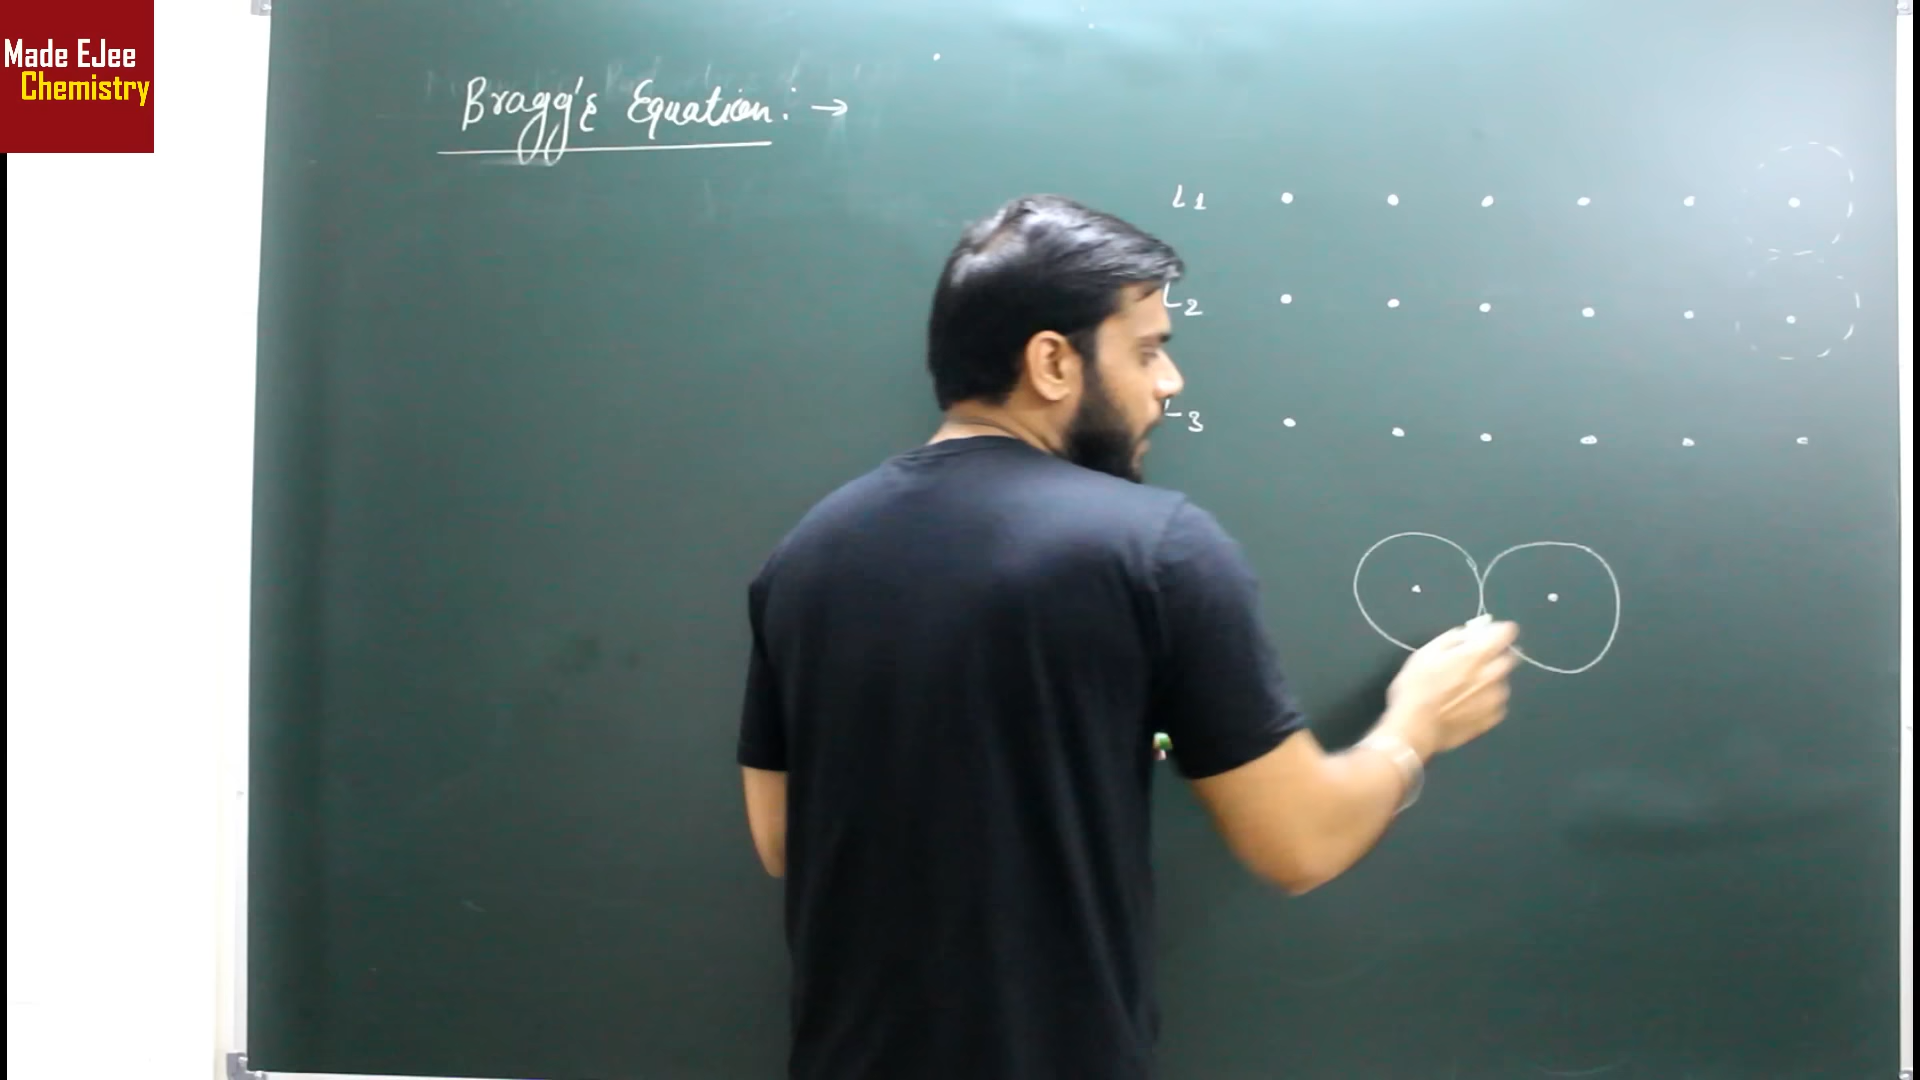 Made EJee
Chemistry
Bragg's Equation: →
L1
L2
L3